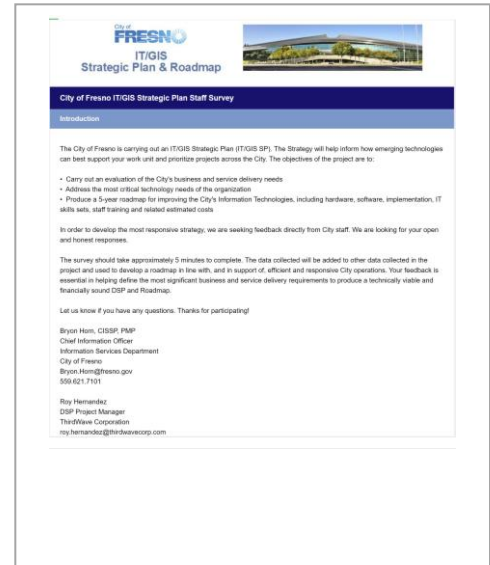 City of
FRESNO
IT/GIS
Strategic Plan & Roadmap
City of Fresno IT/GIS Strategic Plan Staff Survey
Introduction
The City of Fresno is carrying out an IT/GIS Strategic Plan (IT/GIS SP). The Strategy will help inform how emerging technologies
can best support your work unit and prioritize projects across the City. The objectives of the project are to:
• Carry out an evaluation of the City's business and service delivery needs
• Address the most critical technology needs of the organization
• Produce a 5-year roadmap for improving the City's Information Technologies, including hardware, software, implementation, IT
skills sets, staff training and related estimated costs
In order to develop the most responsive strategy, we are seeking feedback directly from City staff. We are looking for your open
and honest responses.
The survey should take approximately 5 minutes to complete. The data collected will be added to other data collected in the
project and used to develop a roadmap in line with, and in support of, efficient and responsive City operations. Your feedback is
essential in helping define the most significant business and service delivery requirements to produce a technically viable and
financially sound DSP and Roadmap.
Let us know if you have any questions. Thanks for participating!
Bryon Horn, CISSP, PMP
Chief Information Officer
Information Services Department
City of Fresno
Bryon.Horn@fresno.gov
559.621.7101
Roy Hernandez
DSP Project Manager
ThirdWave Corporation
roy.hernandez@thirdwavecorp.com